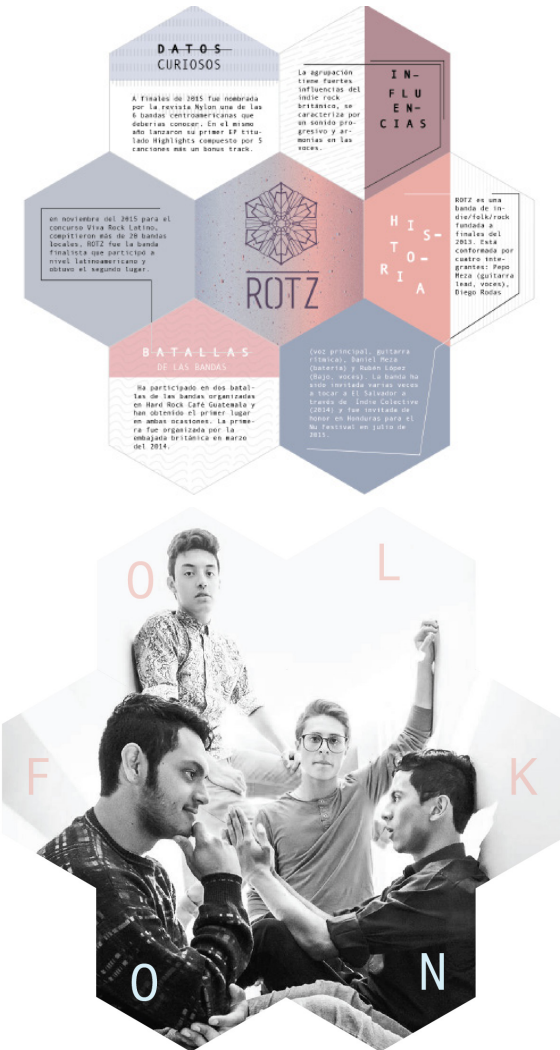 DATOS
CURIOSOS
A finales de 2015 fue nombrada
por la revista Nylon una de las
6 bandas centroamericanas que
deberías conocer. En el mismo
año lanzaron su primer EP titu-
lado Highlights compuesto por 5
canciones más un bonus track.
La agrupación
tiene fuertes
influencias del
indie rock
británico, se
caracteriza por
un sonido pro-
gresivo y ar-
monías en las
voces.
IN-
FLU
EN-
CIAS
en noviembre del 2015 para el
concurso Viva Rock Latino,
compitieron más de 20 bandas
locales, ROTZ fue la banda
finalista que participó a
nivel latinoamericano y
obtuvo el segundo lugar.
ROTZ
HIS-
TO-
RIA
ROTZ es una
banda de in-
die/folk/rock
fundada a
finales del
2013. Está
conformada por
cuatro inte-
grantes: Pepo
Meza (guitarra
lead, voces),
Diego Rodas
BATALLAS
DE LAS BANDAS
Ha participado en dos batal-
las de las bandas organizadas
en Hard Rock Café Guatemala y
han obtenido el primer lugar
en ambas ocasiones. La prime-
ra fue organizada por la
embajada británica en marzo
del 2014.
(voz principal, guitarra
rítmica), Daniel Meza
(batería) y Rubén López
(Bajo, voces). La banda ha
sido invitada varias veces
a tocar a El Salvador a
través de Indie Colective
(2014) y fue invitada de
honor en Honduras para el
Nu Festival en julio de
2015.
O L
F K
O N